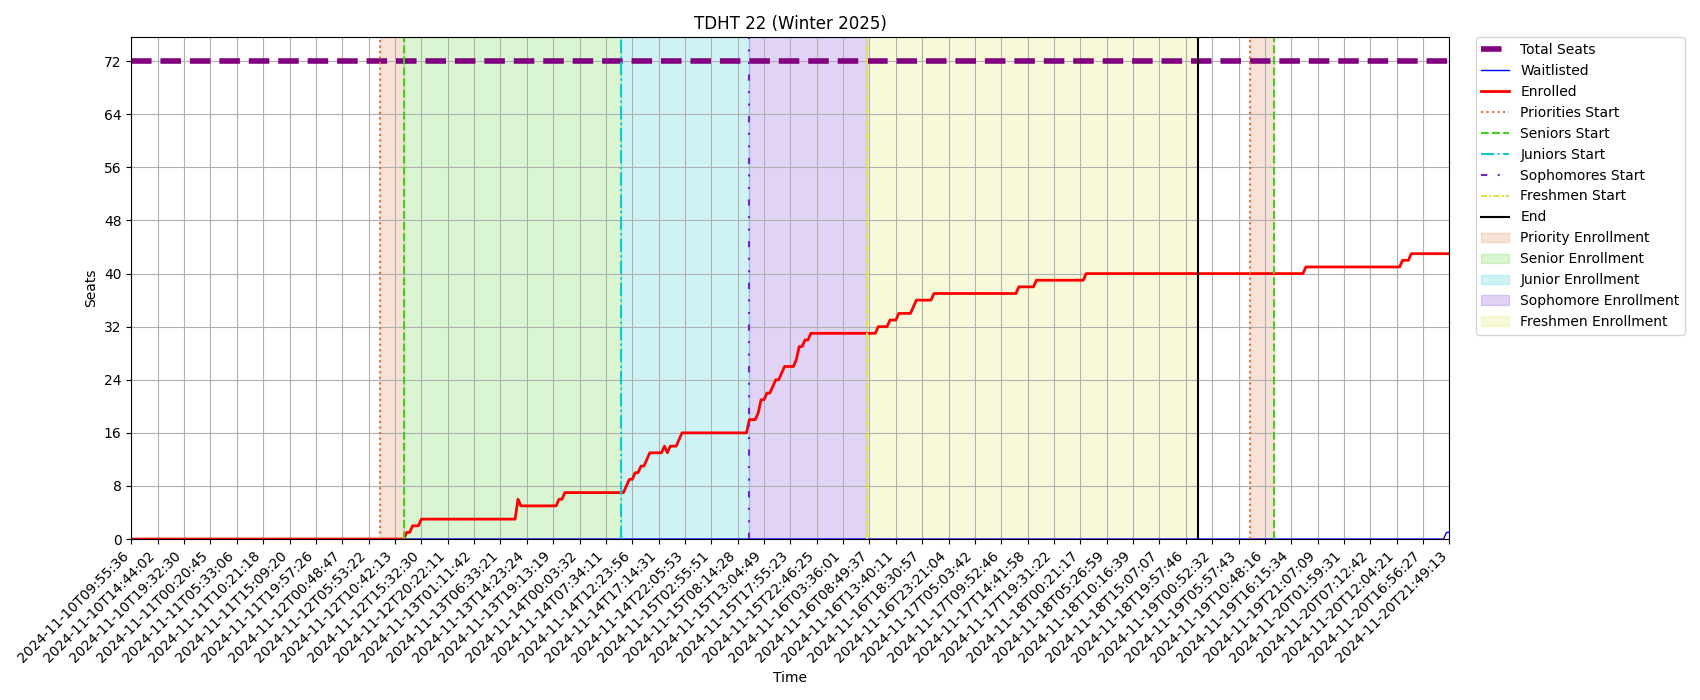 TDHT 22 (Winter 2025)
Seats
72
64
56
48
40
32
24
16
8
0
2024-11-10T09:55:36
2024-11-10T14:44:02
2024-11-10T19:32:30
2024-11-11T00:20:45
2024-11-11T05:33:06
2024-11-11T10:21:18
2024-11-11T15:09:20
2024-11-11T19:57:26
2024-11-12T00:48:47
2024-11-12T05:53:22
2024-11-12T10:42:13
2024-11-12T15:32:30
2024-11-12T20:22:11
2024-11-13T01:11:42
2024-11-13T06:33:21
2024-11-13T14:23:24
2024-11-13T19:13:19
2024-11-14T00:03:32
2024-11-14T07:34:11
2024-11-14T12:23:56
2024-11-14T17:14:31
2024-11-14T22:05:53
2024-11-15T02:55:51
2024-11-15T08:14:28
2024-11-15T13:04:49
2024-11-15T17:55:23
2024-11-15T22:46:25
2024-11-16T03:36:01
2024-11-16T08:49:37
2024-11-16T13:40:11
2024-11-16T18:30:57
2024-11-16T23:21:04
2024-11-17T05:03:42
2024-11-17T09:52:46
2024-11-17T14:41:58
2024-11-17T19:31:22
2024-11-18T00:21:17
2024-11-18T05:26:59
2024-11-18T10:16:39
2024-11-18T15:07:07
2024-11-18T19:57:46
2024-11-19T00:52:32
2024-11-19T05:57:43
2024-11-19T10:48:16
2024-11-19T16:15:34
2024-11-19T21:07:09
2024-11-20T01:59:31
2024-11-20T07:12:42
2024-11-20T12:04:21
2024-11-20T16:56:27
2024-11-20T21:49:13
Time
Total Seats
Waitlisted
Enrolled
Priorities Start
Seniors Start
Juniors Start
Sophomores Start
Freshmen Start
End
Priority Enrollment
Senior Enrollment
Junior Enrollment
Sophomore Enrollment
Freshmen Enrollment